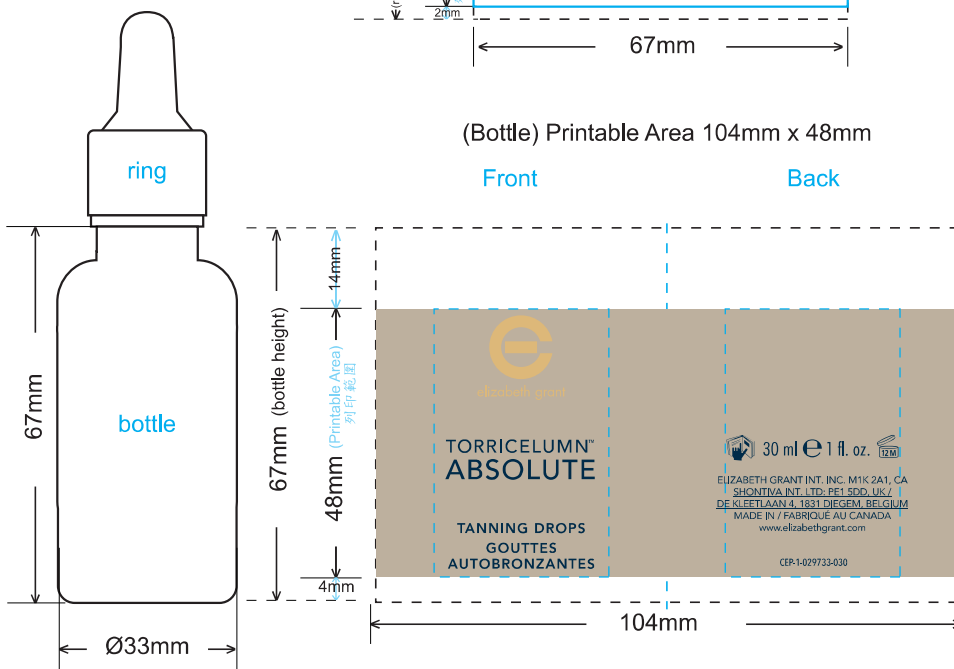 2mm
67mm
(Bottle) Printable Area 104mm x 48mm
Front
Back
ring
bottle
67mm
Ø33mm
67mm (bottle height)
14mm
48mm (Printable Area)
列印範圍
4mm
104mm
e
elizabeth grant
TORRICELUMN™
ABSOLUTE
TANNING DROPS
GOUTTES
AUTOBRONZANTES
30 ml ℮ 1 fl. oz.
12M
ELIZABETH GRANT INT. INC. M1K 2A1, CA
SHONTIVA INT. LTD: PE1 5DD, UK /
DE KLEETLAAN 4, 1831 DIEGEM, BELGIUM
MADE IN / FABRIQUÉ AU CANADA
www.elizabethgrant.com
CEP-1-029733-030